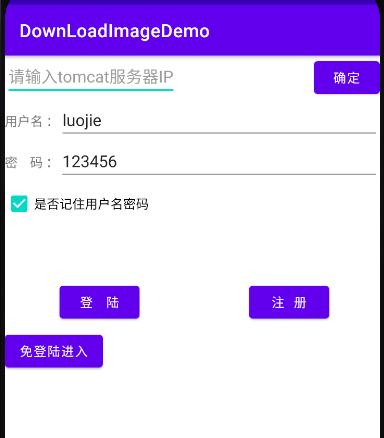 DownLoadImageDemo
请输入tomcat服务器IP 确定
用户名： luojie
密　码： 123456
是否记住用户名密码
登　陆 注　册
免登陆进入